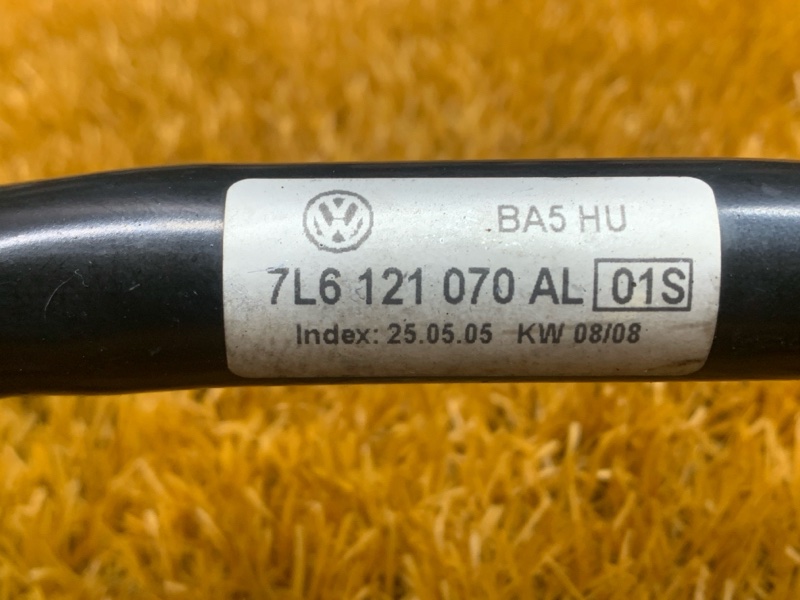 BA5 HU
7L6 121 070 AL 01S
Index: 25.05.05 KW 08/08